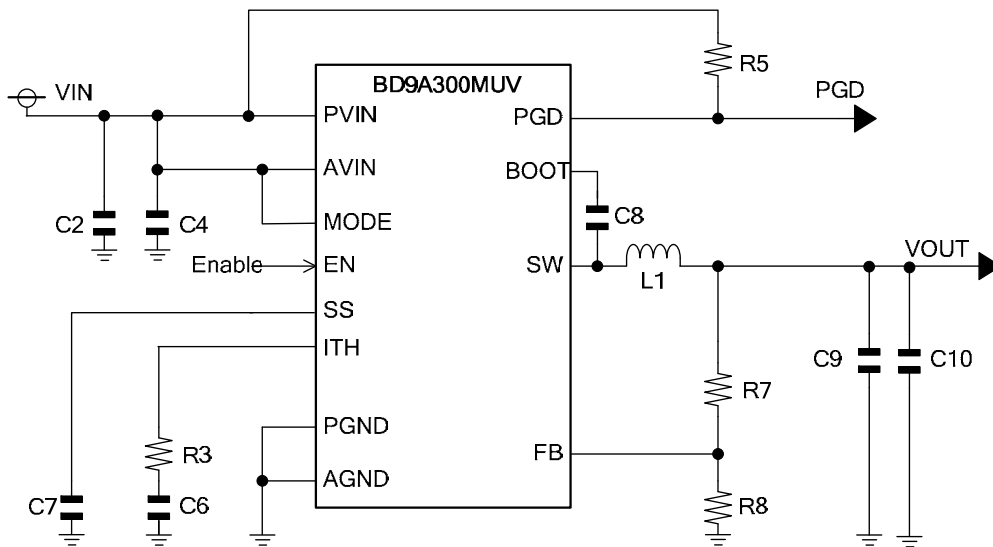 BD9A300MUV
VIN
R5
PGD
PVIN
PGD
AVIN
BOOT
C2
C4
C8
MODE
VOUT
Enable
EN
SW
L1
SS
ITH
C9
C10
R7
PGND
R3
FB
AGND
R8
C7
C6